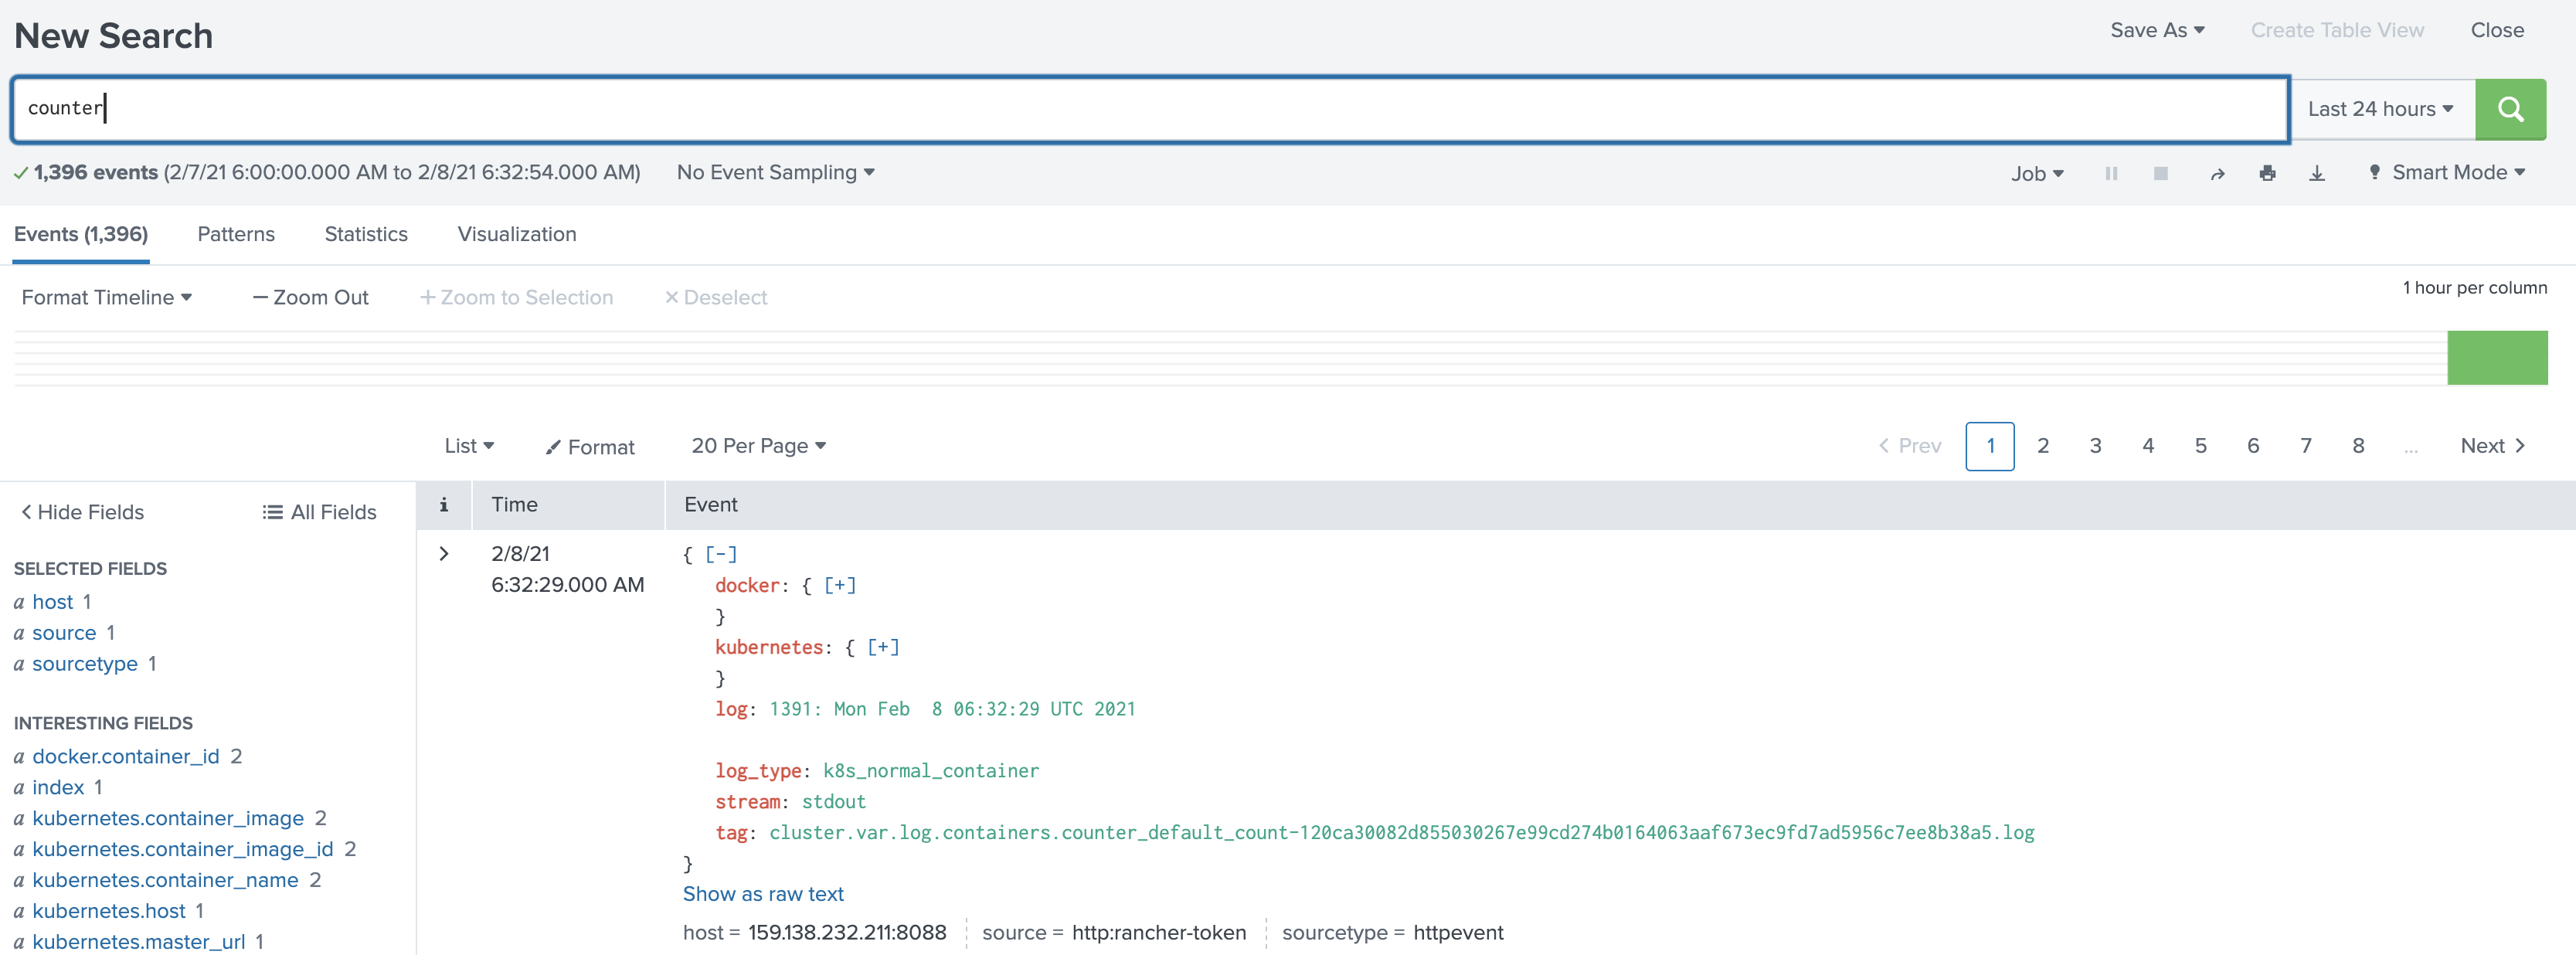 New Search
Save As
Create Table View
Close
counter
Last 24 hours
1,396 events (2/7/21 6:00:00.000 AM to 2/8/21 6:32:54.000 AM)
No Event Sampling
Job
Smart Mode
Events (1,396)
Patterns
Statistics
Visualization
Format Timeline
— Zoom Out
+ Zoom to Selection
× Deselect
1 hour per column
List
Format
20 Per Page
< Prev
1
2
3
4
5
6
7
8
...
Next >
< Hide Fields
All Fields
SELECTED FIELDS
a host 1
a source 1
a sourcetype 1
INTERESTING FIELDS
a docker.container_id 2
a index 1
a kubernetes.container_image 2
a kubernetes.container_image_id 2
a kubernetes.container_name 2
a kubernetes.host 1
a kubernetes.master_url 1
i
Time
Event
>
2/8/21
6:32:29.000 AM
{ [-]
docker: { [+]
}
kubernetes: { [+]
}
log: 1391: Mon Feb  8 06:32:29 UTC 2021
log_type: k8s_normal_container
stream: stdout
tag: cluster.var.log.containers.counter_default_count-120ca30082d855030267e99cd274b0164063aaf673ec9fd7ad5956c7ee8b38a5.log
}
Show as raw text
host = 159.138.232.211:8088
source = http:rancher-token
sourcetype = httpevent